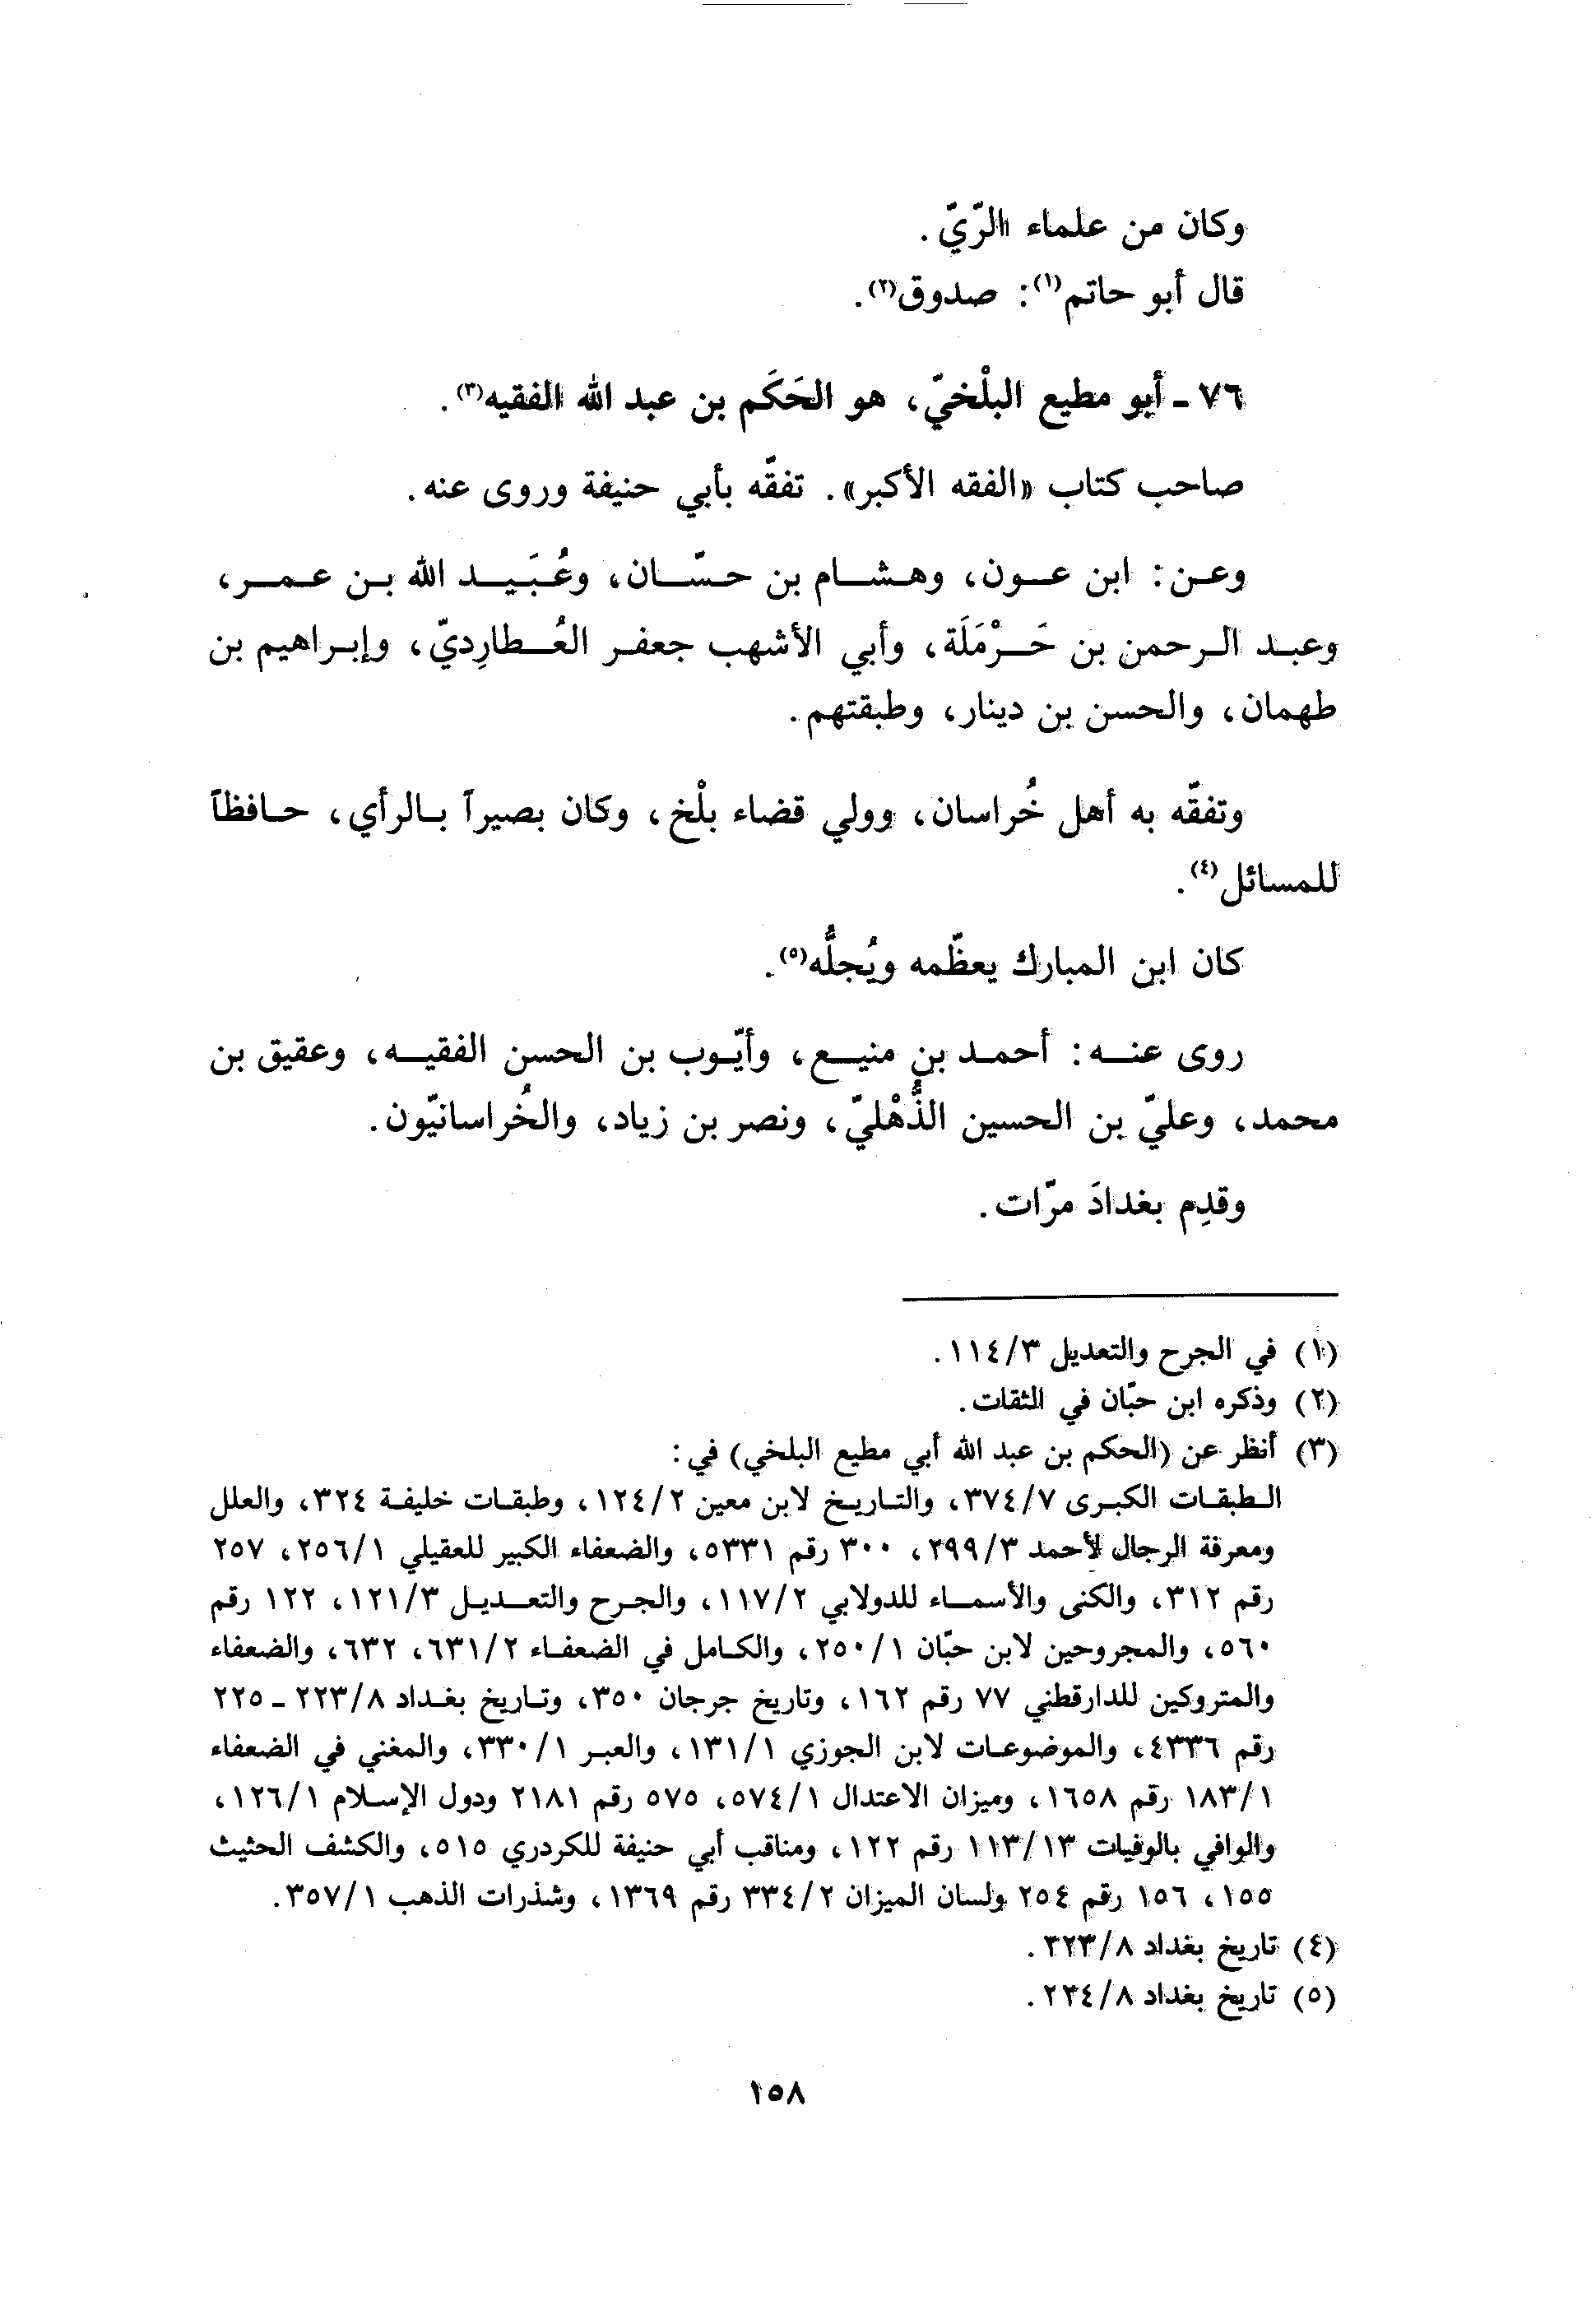 وكان من علماء الرّيّ.
قال أبو حاتم(١): صدوق(٢).
٧٦ - أبو مطيع البلْخيّ، هو الحَكَم بن عبد الله الفقيه(٣).
صاحب كتاب «الفقه الأكبر». تفقّه بأبي حنيفة وروى عنه.
وعن: ابن عون، وهشام بن حسّان، وعُبَيد الله بن عمر،
وعبد الرحمن بن حَرْمَلَة، وأبي الأشهب جعفر العُطارِديّ، وإبراهيم بن
طهمان، والحسن بن دينار، وطبقتهم.
وتفقّه به أهل خُراسان، وولي قضاء بلْخ، وكان بصيراً بالرأي، حافظاً
للمسائل(٤).
كان ابن المبارك يعظّمه ويُجلُّه(٥).
روى عنه: أحمد بن منيع، وأيّوب بن الحسن الفقيه، وعقيق بن
محمد، وعليّ بن الحسين الذُّهْليّ، ونصر بن زياد، والخُراسانيّون.
وقدِم بغدادَ مرّات.
(١) في الجرح والتعديل ٣/١١٤.
(٢) وذكره ابن حبّان في الثقات.
(٣) أنظر عن (الحكم بن عبد الله أبي مطيع البلخي) في:
الطبقات الكبرى ٧/٣٧٤، والتاريخ لابن معين ٢/١٢٤، وطبقات خليفة ٣٢٤، والعلل
ومعرفة الرجال لأحمد ٣/٢٩٩، ٣٠٠ رقم ٥٣٣١، والضعفاء الكبير للعقيلي ١/٢٥٦، ٢٥٧
رقم ٣١٢، والكنى والأسماء للدولابي ٢/١١٧، والجرح والتعديل ٣/١٢١، ١٢٢ رقم
٥٦٠، والمجروحين لابن حبّان ١/٢٥٠، والكامل في الضعفاء ٢/٦٣١، ٦٣٢، والضعفاء
والمتروكين للدارقطني ٧٧ رقم ١٦٢، وتاريخ جرجان ٣٥٠، وتاريخ بغداد ٨/٢٢٣ - ٢٢٥
رقم ٤٣٣٦، والموضوعات لابن الجوزي ١/١٣١، والعبر ١/٣٣٠، والمغني في الضعفاء
١/١٨٣ رقم ١٦٥٨، وميزان الاعتدال ١/٥٧٤، ٥٧٥ رقم ٢١٨١ ودول الإسلام ١/١٢٦،
والوافي بالوفيات ١٣/١١٣ رقم ١٢٢، ومناقب أبي حنيفة للكردري ٥١٥، والكشف الحثيث
١٥٥، ١٥٦ رقم ٢٥٤ ولسان الميزان ٢/٣٣٤ رقم ١٣٦٩، وشذرات الذهب ١/٣٥٧.
(٤) تاريخ بغداد ٨/٣٢٣.
(٥) تاريخ بغداد ٨/٢٣٤.
١٥٨